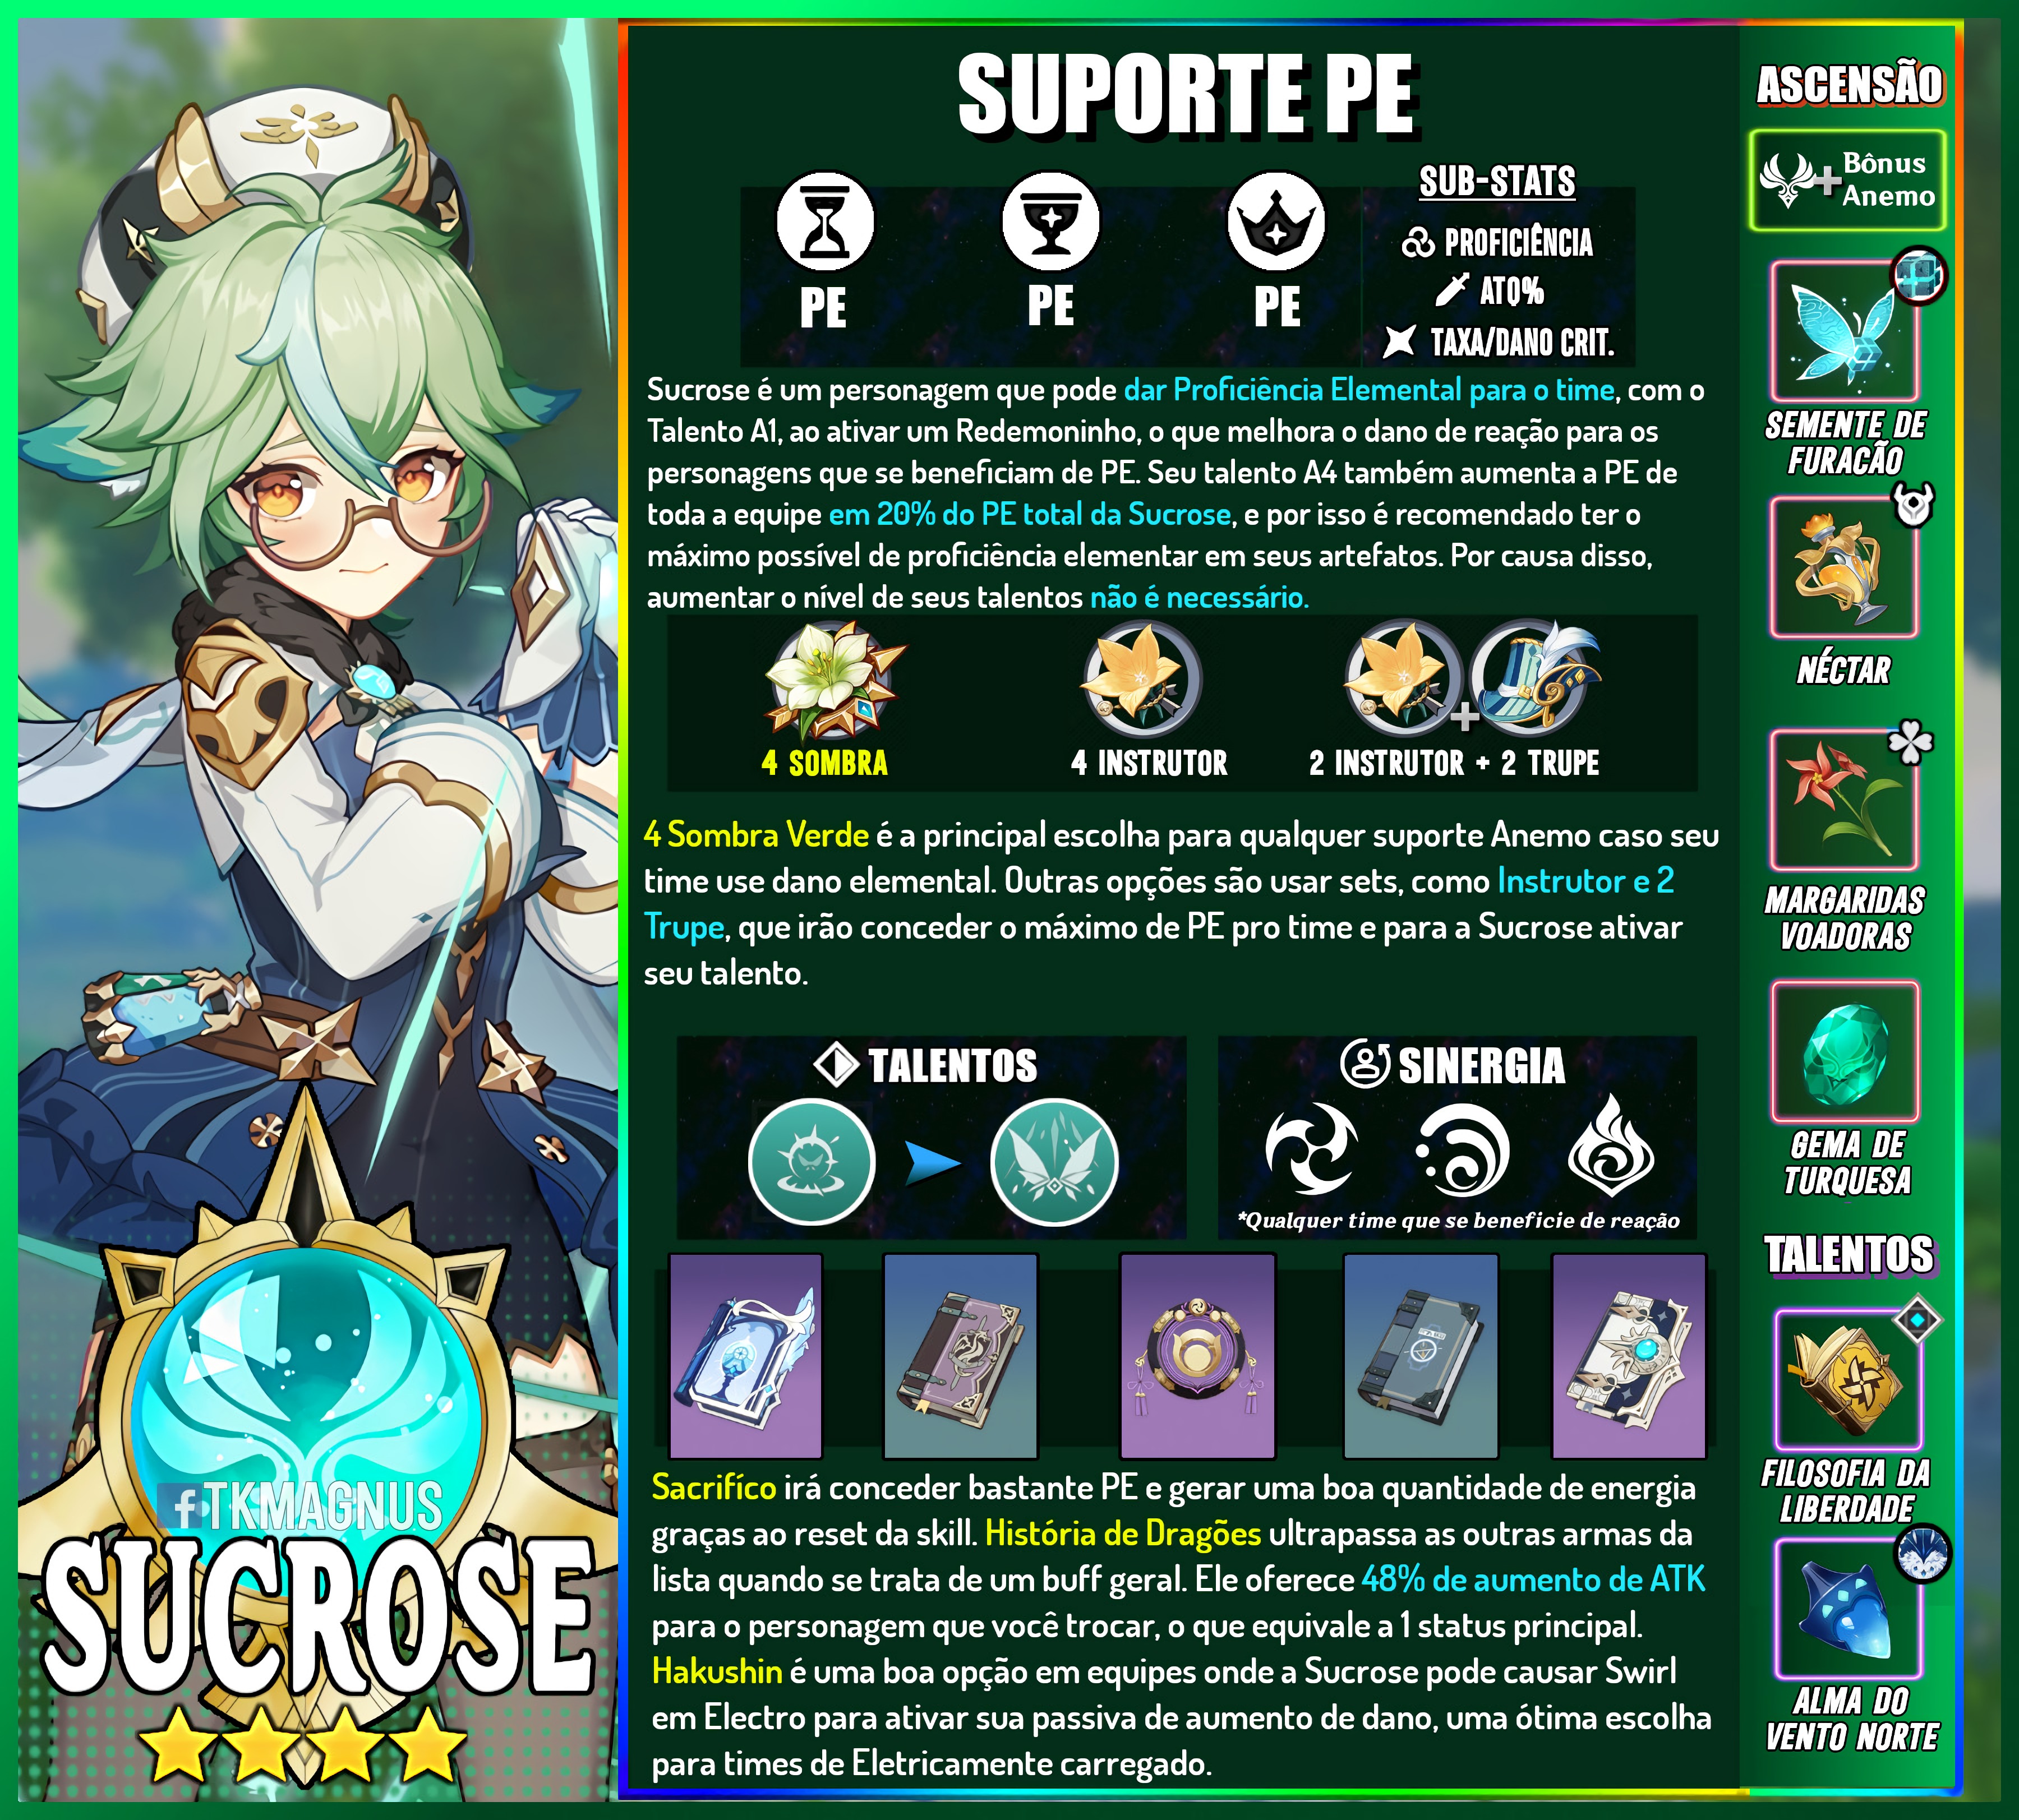 SUPORTE PE
PE
PE
PE
SUB-STATS
PROFICIÊNCIA
ATQ%
TAXA/DANO CRIT.
Sucrose é um personagem que pode dar Proficiência Elemental para o time, com o
Talento A1, ao ativar um Redemoninho, o que melhora o dano de reação para os
personagens que se beneficiam de PE. Seu talento A4 também aumenta a PE de
toda a equipe em 20% do PE total da Sucrose, e por isso é recomendado ter o
máximo possível de proficiência elementar em seus artefatos. Por causa disso,
aumentar o nível de seus talentos não é necessário.
4 SOMBRA
4 INSTRUTOR
2 INSTRUTOR + 2 TRUPE
4 Sombra Verde é a principal escolha para qualquer suporte Anemo caso seu
time use dano elemental. Outras opções são usar sets, como Instrutor e 2
Trupe, que irão conceder o máximo de PE pro time e para a Sucrose ativar
seu talento.
TALENTOS
SINERGIA
*Qualquer time que se beneficie de reação
Sacrifíco irá conceder bastante PE e gerar uma boa quantidade de energia
graças ao reset da skill. História de Dragões ultrapassa as outras armas da
lista quando se trata de um buff geral. Ele oferece 48% de aumento de ATK
para o personagem que você trocar, o que equivale a 1 status principal.
Hakushin é uma boa opção em equipes onde a Sucrose pode causar Swirl
em Electro para ativar sua passiva de aumento de dano, uma ótima escolha
para times de Eletricamente carregado.
ASCENSÃO
+ Bônus
Anemo
SEMENTE DE
FURACÃO
NÉCTAR
MARGARIDAS
VOADORAS
GEMA DE
TURQUESA
TALENTOS
FILOSOFIA DA
LIBERDADE
ALMA DO
VENTO NORTE
f TKMAGNUS
SUCROSE